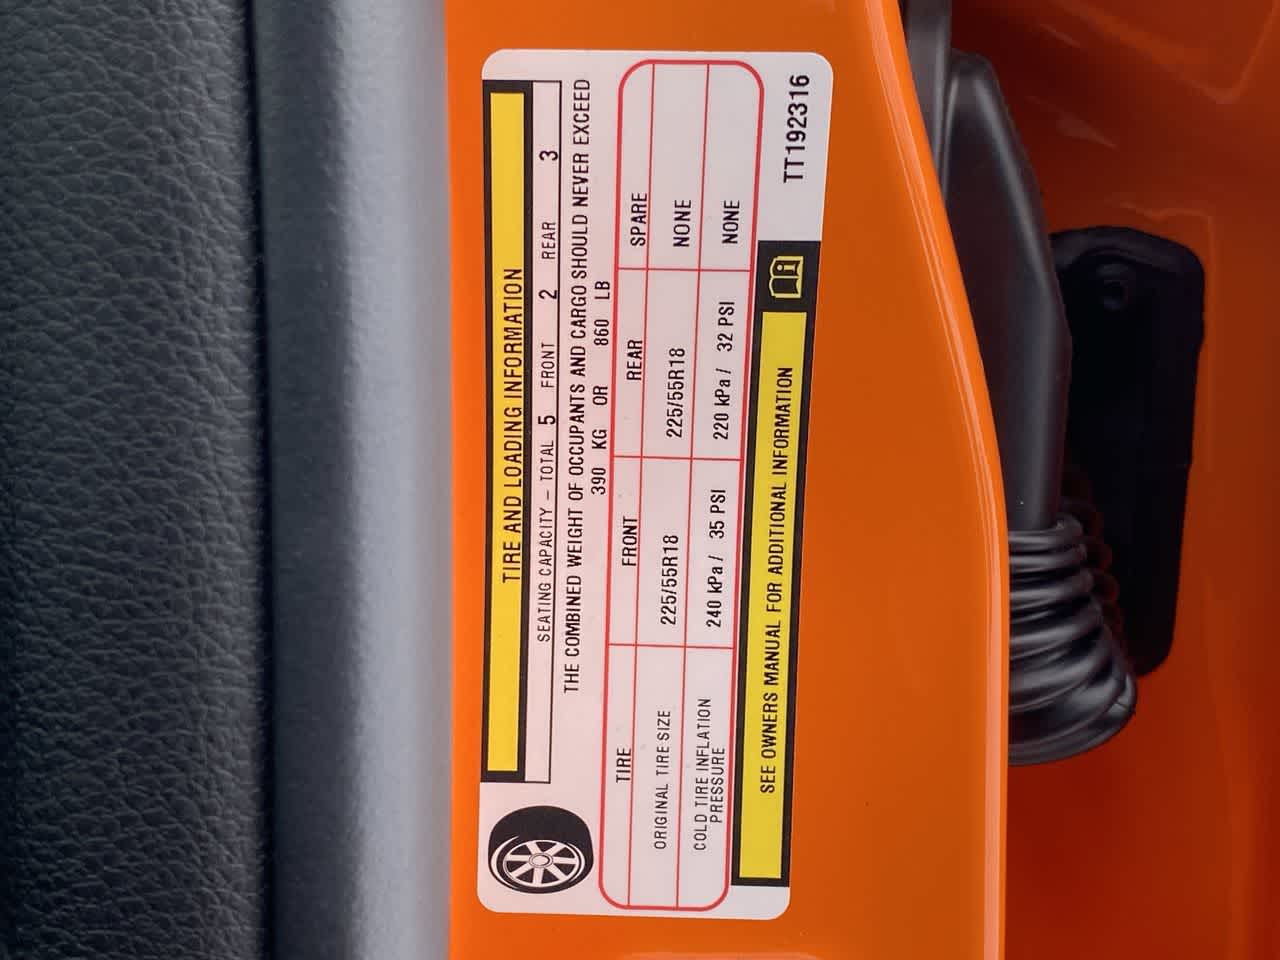 TIRE AND LOADING INFORMATION
SEATING CAPACITY – TOTAL 5 FRONT 2 REAR 3
THE COMBINED WEIGHT OF OCCUPANTS AND CARGO SHOULD NEVER EXCEED
390 KG OR 860 LB
TIRE FRONT REAR SPARE
ORIGINAL TIRE SIZE 225/55R18 225/55R18 NONE
COLD TIRE INFLATION
PRESSURE 240 kPa / 35 PSI 220 kPa / 32 PSI NONE
SEE OWNERS MANUAL FOR ADDITIONAL INFORMATION
TT192316